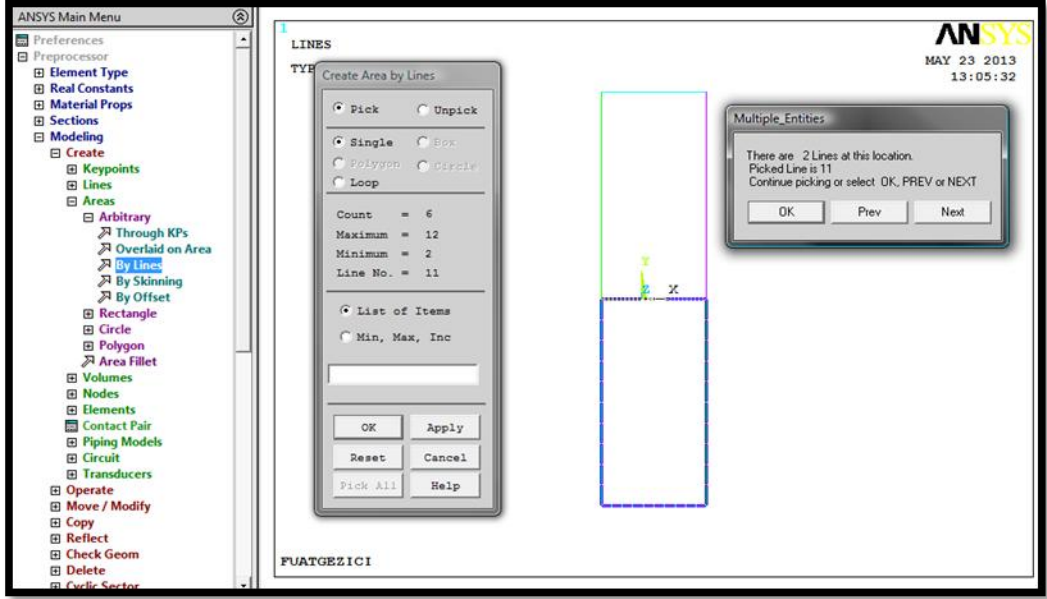 ANSYS Main Menu
Preferences
Preprocessor
Element Type
Real Constants
Material Props
Sections
Modeling
Create
Keypoints
Lines
Areas
Arbitrary
Through KPs
Overlaid on Area
By Lines
By Skinning
By Offset
Rectangle
Circle
Polygon
Area Fillet
Volumes
Nodes
Elements
Contact Pair
Piping Models
Circuit
Transducers
Operate
Move / Modify
Copy
Reflect
Check Geom
Delete
Cyclic Sector
1
LINES
ANSYS
MAY 23 2013
13:05:32
Create Area by Lines
Pick Unpick
Single Box
Polygon Circle
Loop
Count = 6
Maximum = 12
Minimum = 2
Line No. = 11
List of Items
Min, Max, Inc
OK Apply
Reset Cancel
Pick All Help
Multiple_Entities
There are 2 Lines at this location.
Picked Line is 11
Continue picking or select OK, PREV or NEXT
OK Prev Next
Y
Z X
FUATGEZICI